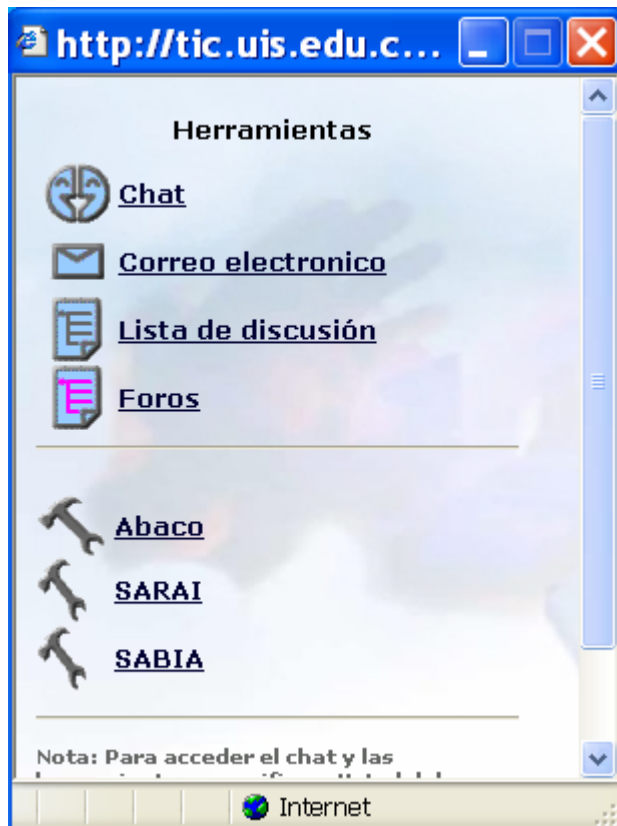 http://tic.uis.edu.c...
Herramientas
Chat
Correo electronico
Lista de discusión
Foros
Abaco
SARAI
SABIA
Nota: Para acceder el chat y las
Internet